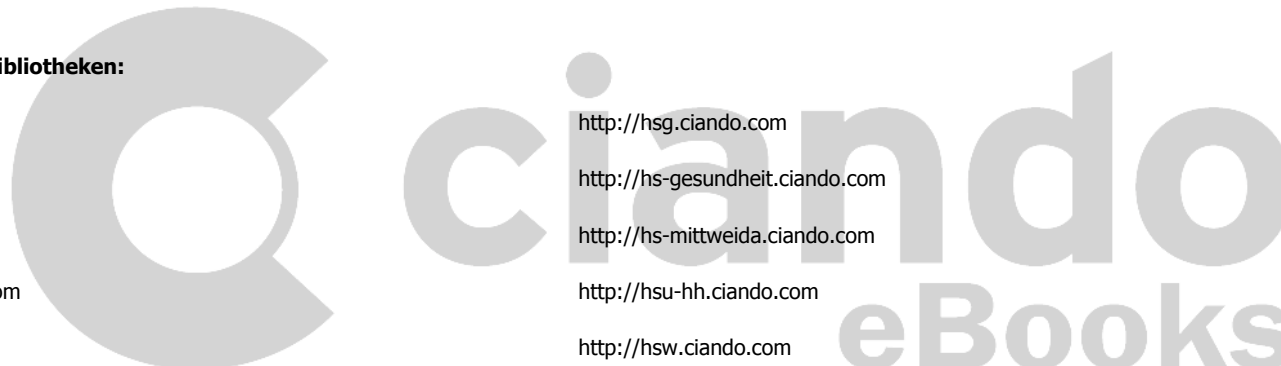 ibliotheken:
http://hsg.ciando.com
http://hs-gesundheit.ciando.com
http://hs-mittweida.ciando.com
om
http://hsu-hh.ciando.com
http://hsw.ciando.com
ciando
eBooks